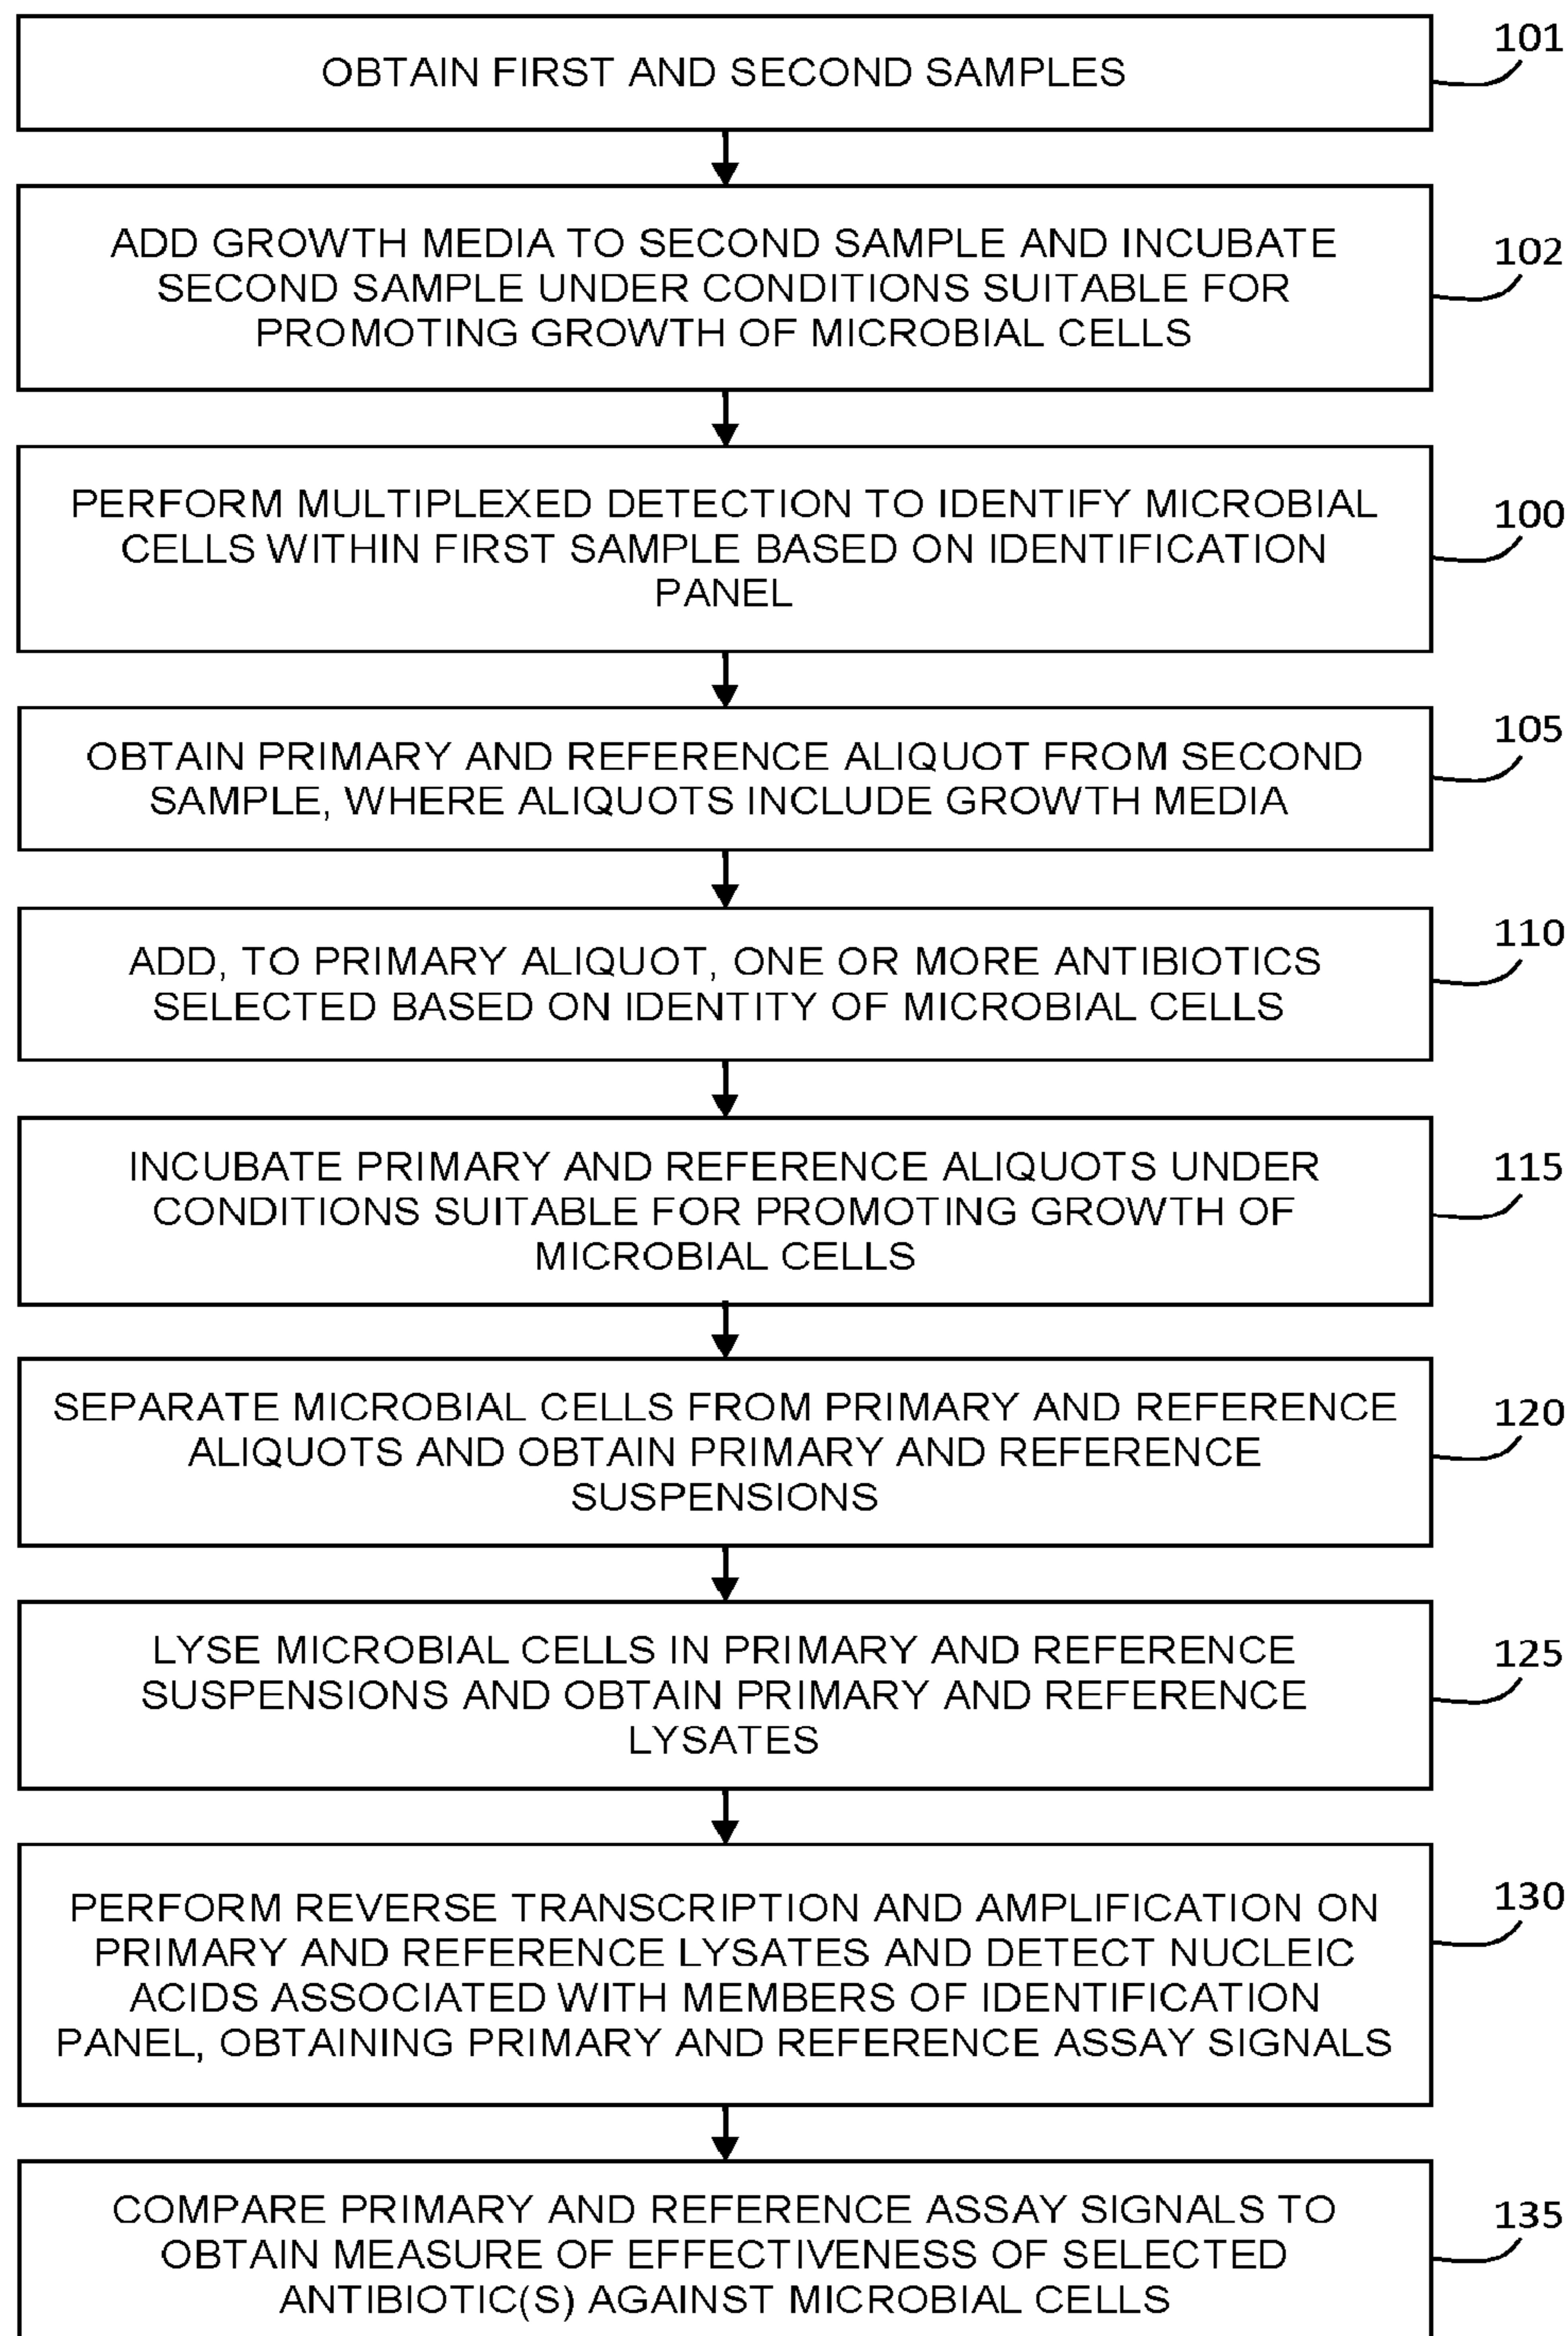 OBTAIN FIRST AND SECOND SAMPLES
101
ADD GROWTH MEDIA TO SECOND SAMPLE AND INCUBATE
SECOND SAMPLE UNDER CONDITIONS SUITABLE FOR
PROMOTING GROWTH OF MICROBIAL CELLS
102
PERFORM MULTIPLEXED DETECTION TO IDENTIFY MICROBIAL
CELLS WITHIN FIRST SAMPLE BASED ON IDENTIFICATION
PANEL
100
OBTAIN PRIMARY AND REFERENCE ALIQUOT FROM SECOND
SAMPLE, WHERE ALIQUOTS INCLUDE GROWTH MEDIA
105
ADD, TO PRIMARY ALIQUOT, ONE OR MORE ANTIBIOTICS
SELECTED BASED ON IDENTITY OF MICROBIAL CELLS
110
INCUBATE PRIMARY AND REFERENCE ALIQUOTS UNDER
CONDITIONS SUITABLE FOR PROMOTING GROWTH OF
MICROBIAL CELLS
115
SEPARATE MICROBIAL CELLS FROM PRIMARY AND REFERENCE
ALIQUOTS AND OBTAIN PRIMARY AND REFERENCE
SUSPENSIONS
120
LYSE MICROBIAL CELLS IN PRIMARY AND REFERENCE
SUSPENSIONS AND OBTAIN PRIMARY AND REFERENCE
LYSATES
125
PERFORM REVERSE TRANSCRIPTION AND AMPLIFICATION ON
PRIMARY AND REFERENCE LYSATES AND DETECT NUCLEIC
ACIDS ASSOCIATED WITH MEMBERS OF IDENTIFICATION
PANEL, OBTAINING PRIMARY AND REFERENCE ASSAY SIGNALS
130
COMPARE PRIMARY AND REFERENCE ASSAY SIGNALS TO
OBTAIN MEASURE OF EFFECTIVENESS OF SELECTED
ANTIBIOTIC(S) AGAINST MICROBIAL CELLS
135